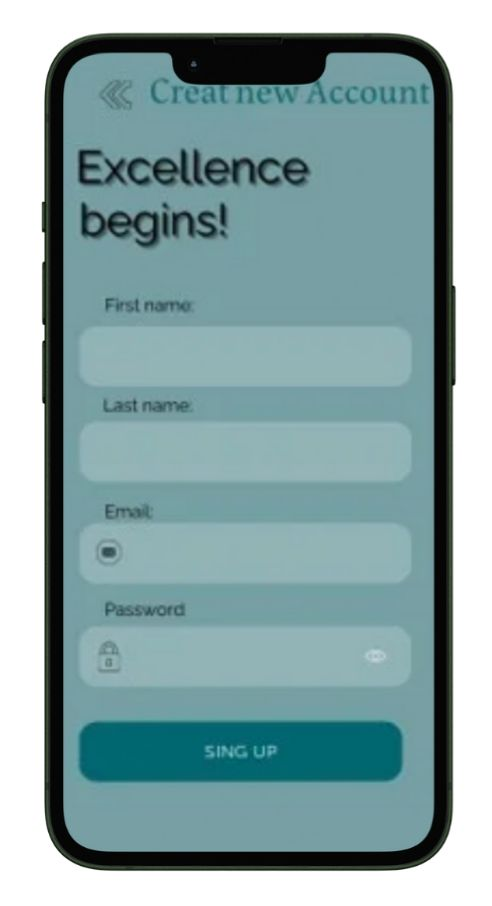 Creat new Account
Excellence
begins!
First name:
Last name:
Email:
Password
SING UP